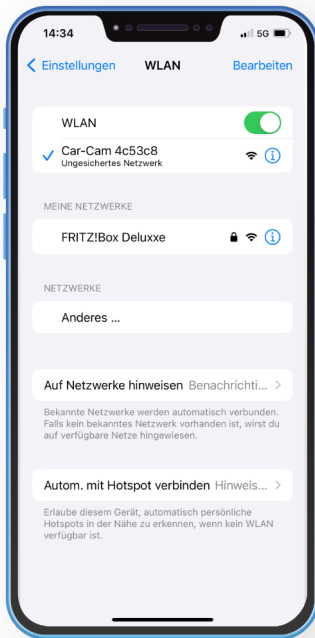 14:34
5G
Einstellungen
WLAN
Bearbeiten
WLAN
Car-Cam 4c53c8
Ungesichertes Netzwerk
MEINE NETZWERKE
FRITZ!Box Deluxxe
NETZWERKE
Anderes ...
Auf Netzwerke hinweisen Benachrichti...
Bekannte Netzwerke werden automatisch verbunden.
Falls kein bekanntes Netzwerk vorhanden ist, wirst du
auf verfügbare Netze hingewiesen.
Autom. mit Hotspot verbinden Hinweis...
Erlaube diesem Gerät, automatisch persönliche
Hotspots in der Nähe zu erkennen, wenn kein WLAN
verfügbar ist.